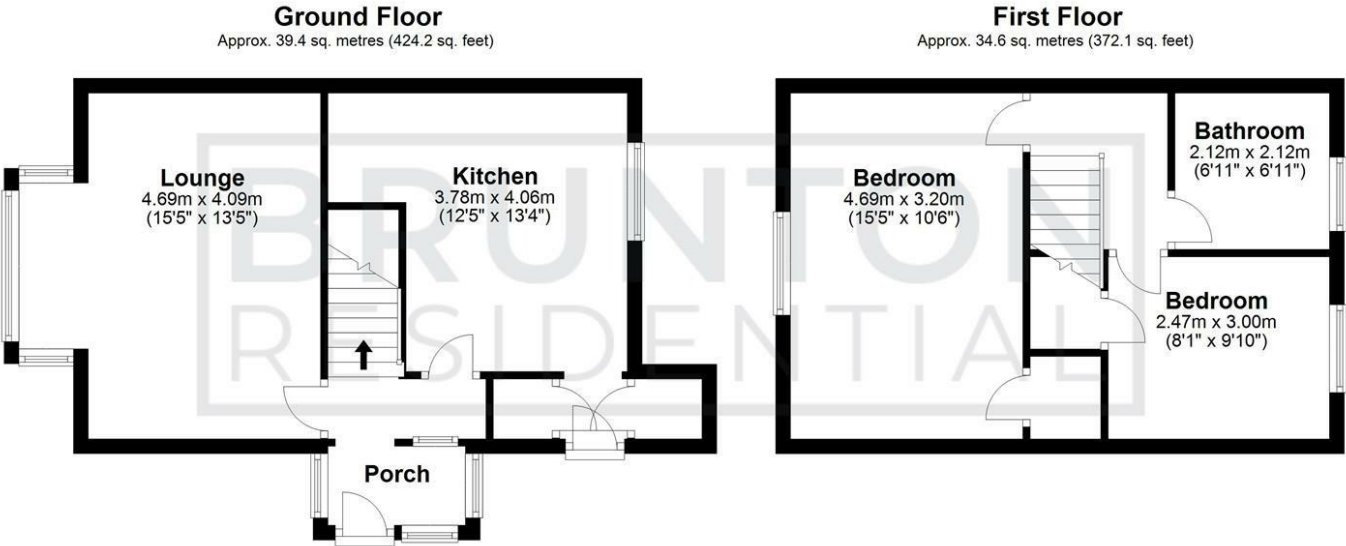 Ground Floor
Approx. 39.4 sq. metres (424.2 sq. feet)
Lounge
4.69m x 4.09m
(15'5" x 13'5")
Kitchen
3.78m x 4.06m
(12'5" x 13'4")
Porch
First Floor
Approx. 34.6 sq. metres (372.1 sq. feet)
Bedroom
4.69m x 3.20m
(15'5" x 10'6")
Bathroom
2.12m x 2.12m
(6'11" x 6'11")
Bedroom
2.47m x 3.00m
(8'1" x 9'10")
BRUNTON
RESIDENTIAL